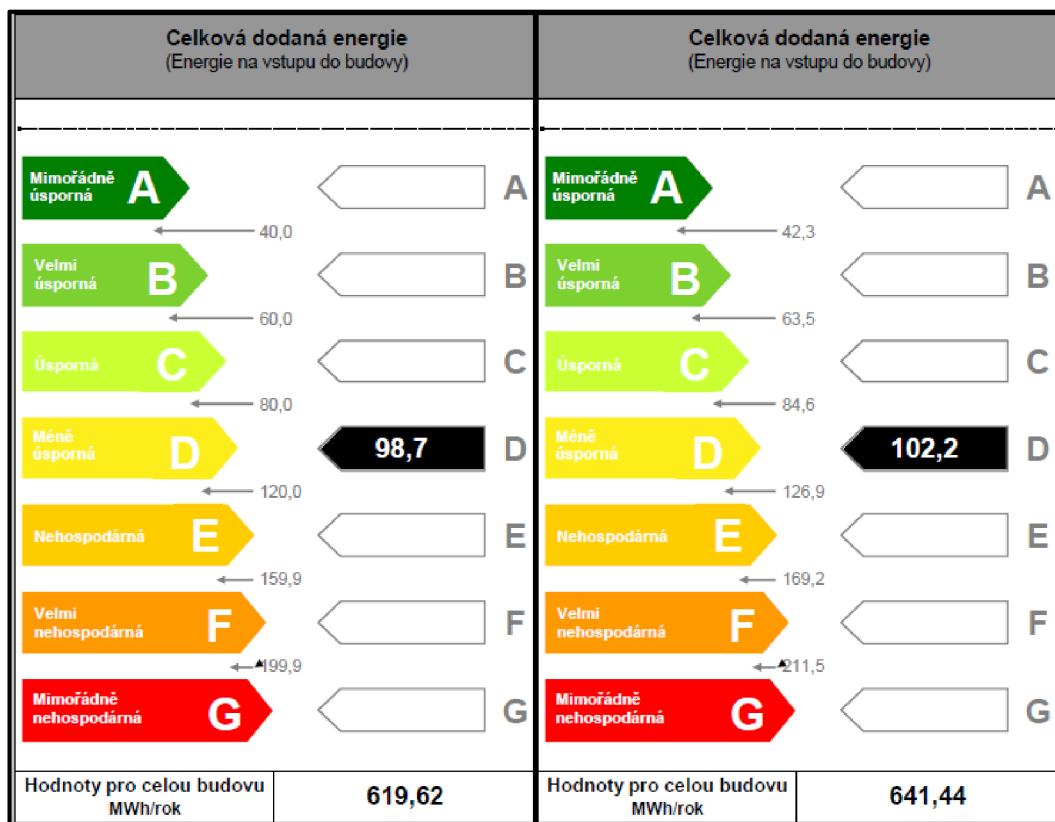 Celková dodaná energie
(Energie na vstupu do budovy)
Mimořádně
úsporná
A
A
40,0
Velmi
úsporná
B
B
60,0
Úsporná
C
C
80,0
Méně
úsporná
D
98,7
D
120,0
Nehospodárná
E
E
159,9
Velmi
nehospodárná
F
F
199,9
Mimořádně
nehospodárná
G
G
Hodnoty pro celou budovu
MWh/rok
619,62
Celková dodaná energie
(Energie na vstupu do budovy)
Mimořádně
úsporná
A
A
42,3
Velmi
úsporná
B
B
63,5
Úsporná
C
C
84,6
Méně
úsporná
D
102,2
D
126,9
Nehospodárná
E
E
169,2
Velmi
nehospodárná
F
F
211,5
Mimořádně
nehospodárná
G
G
Hodnoty pro celou budovu
MWh/rok
641,44